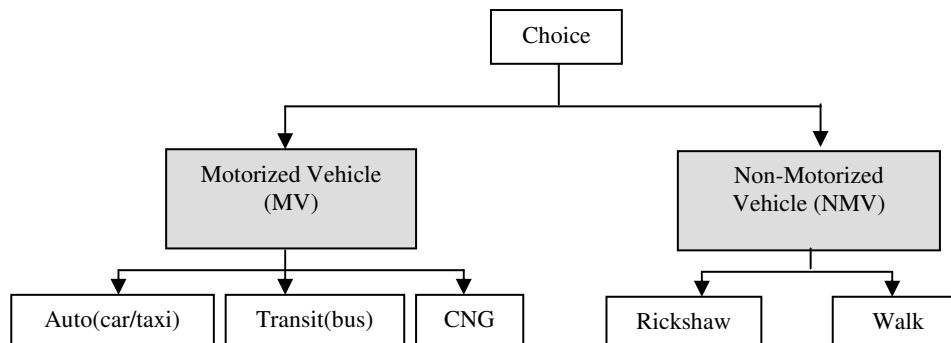 Choice
Motorized Vehicle
(MV)
Non-Motorized
Vehicle (NMV)
Auto(car/taxi)
Transit(bus)
CNG
Rickshaw
Walk